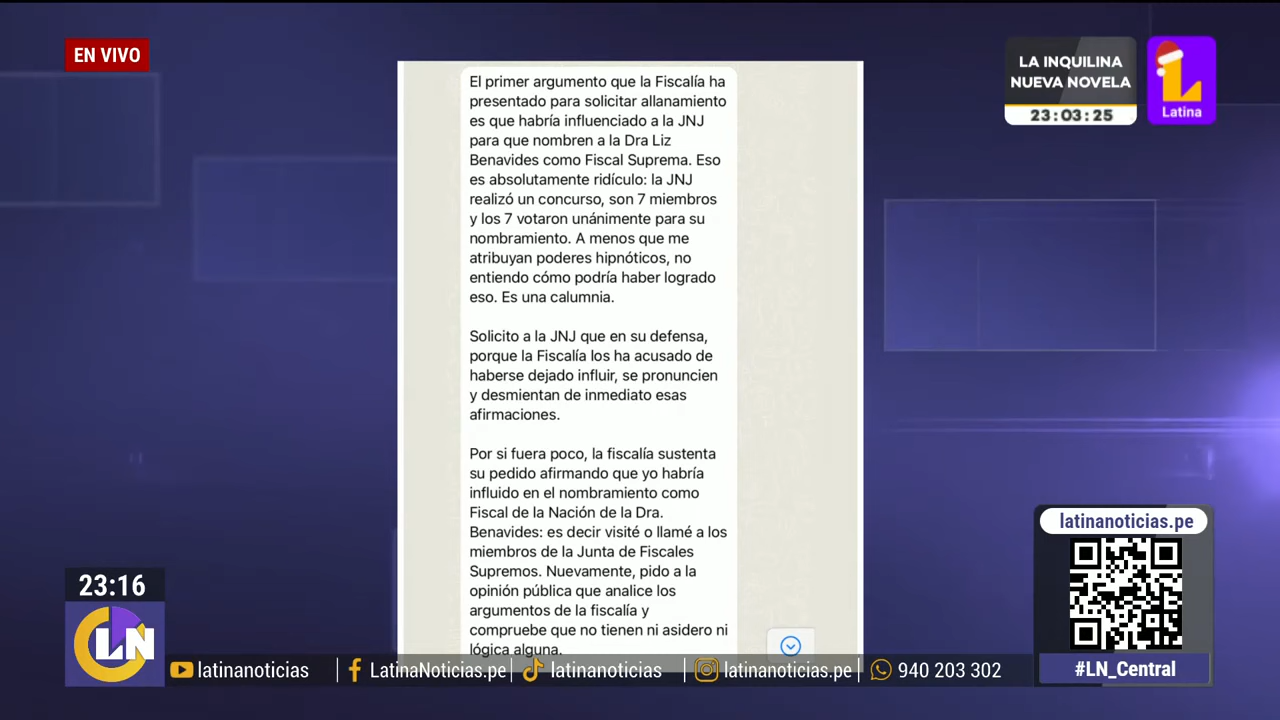 EN VIVO
LA INQUILINA
NUEVA NOVELA
23:03:25
Latina
El primer argumento que la Fiscalía ha
presentado para solicitar allanamiento
es que habría influenciado a la JNJ
para que nombren a la Dra Liz
Benavides como Fiscal Suprema. Eso
es absolutamente ridículo: la JNJ
realizó un concurso, son 7 miembros
y los 7 votaron unánimente para su
nombramiento. A menos que me
atribuyan poderes hipnóticos, no
entiendo cómo podría haber logrado
eso. Es una calumnia.
Solicito a la JNJ que en su defensa,
porque la Fiscalía los ha acusado de
haberse dejado influir, se pronuncien
y desmientan de inmediato esas
afirmaciones.
Por si fuera poco, la fiscalía sustenta
su pedido afirmando que yo habría
influido en el nombramiento como
Fiscal de la Nación de la Dra.
Benavides: es decir visité o llamé a los
miembros de la Junta de Fiscales
Supremos. Nuevamente, pido a la
opinión pública que analice los
argumentos de la fiscalía y
compruebe que no tienen ni asidero ni
lógica alguna.
latinanoticias.pe
#LN_Central
23:16
LN
latinanoticias
LatinaNoticias.pe
latinanoticias
latinanoticias.pe
940 203 302